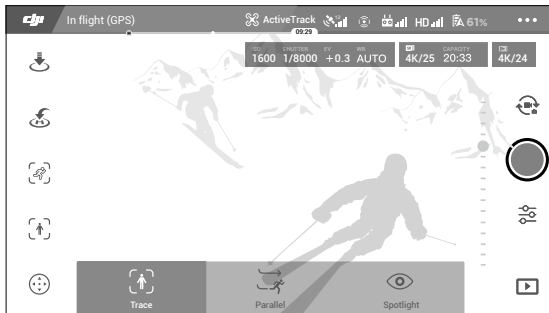 dji In flight (GPS) ActiveTrack HD 61%
09:29
ISO SHUTTER EV WB CAPACITY
1600 1/8000 +0.3 AUTO 4K/25 20:33 4K/24
Trace Parallel Spotlight